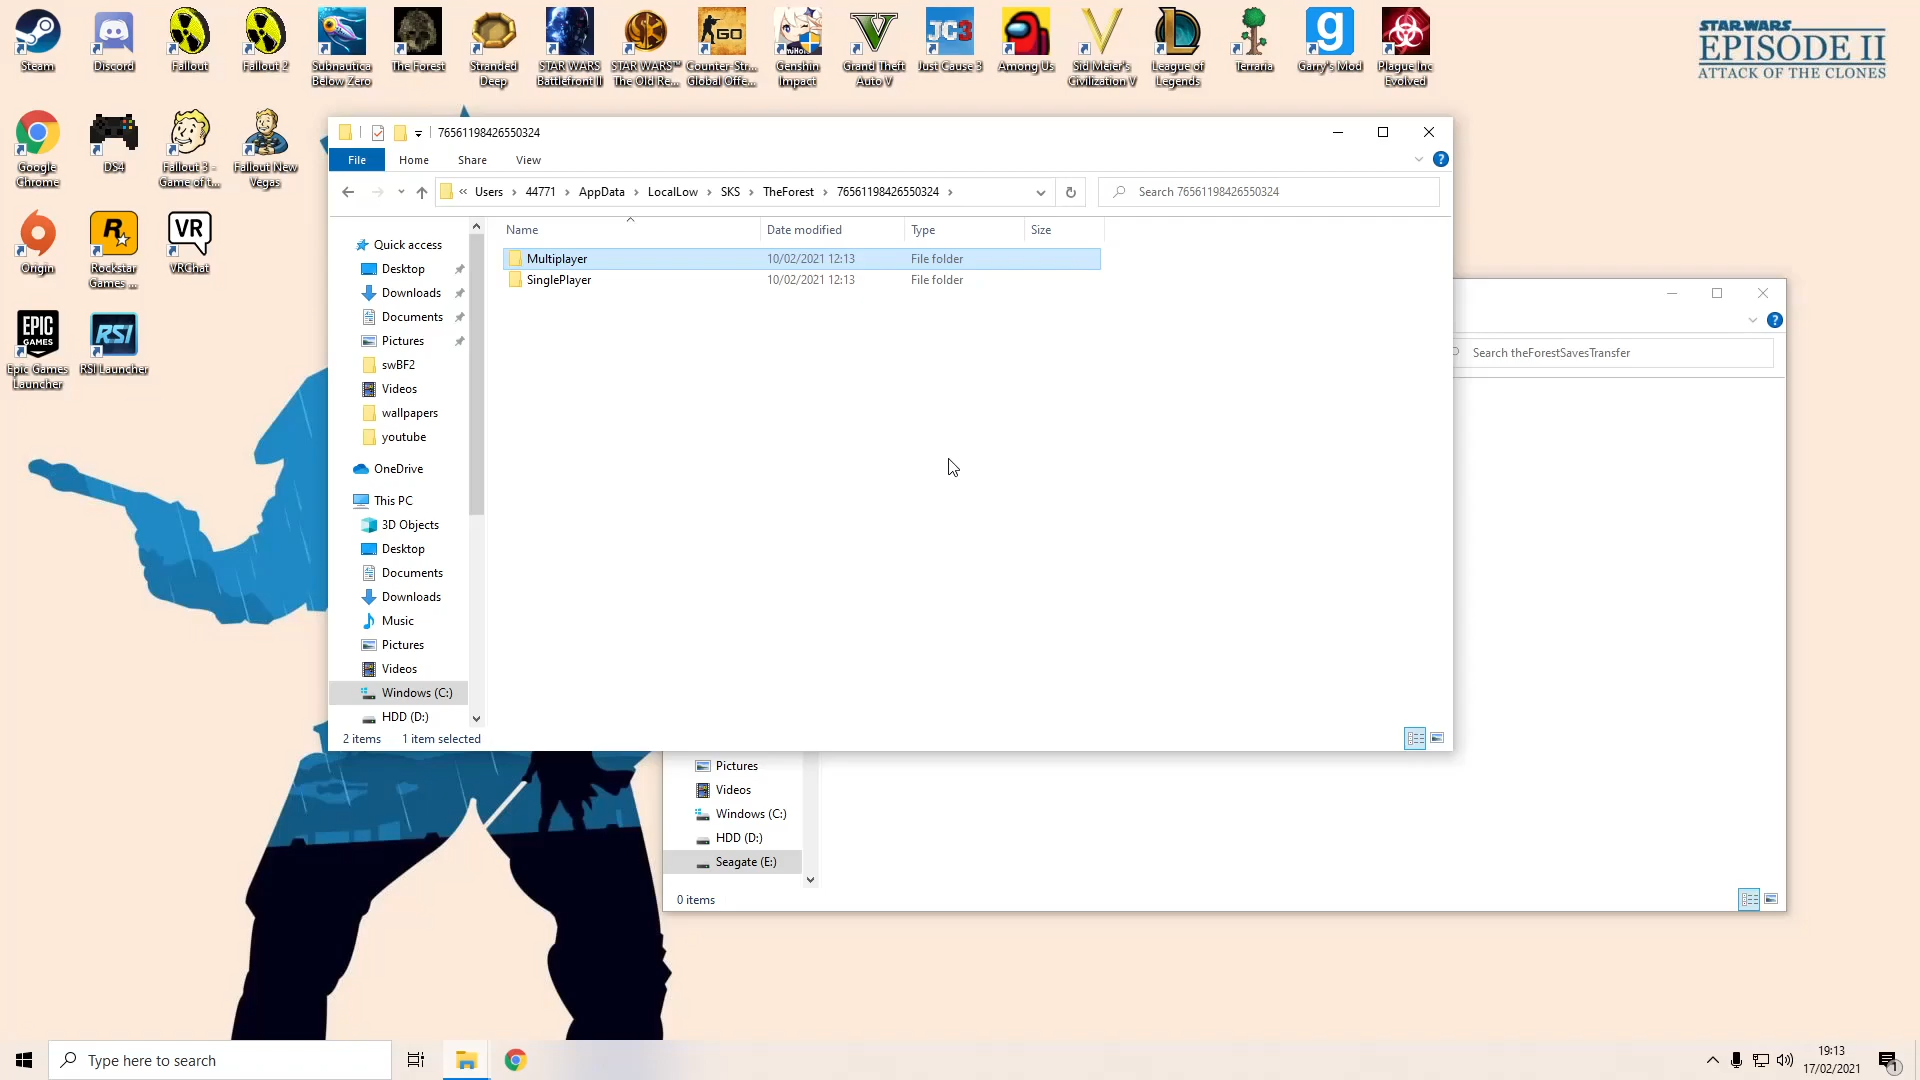 Steam
Discord
Fallout
Fallout 2
Subnautica Below Zero
The Forest
Stranded Deep
STAR WARS Battlefront II
STAR WARS™ The Old Re...
Counter-Str... Global Offe...
Genshin Impact
Grand Theft Auto V
Just Cause 3
Among Us
Sid Meier's Civilization V
League of Legends
Terraria
Garry's Mod
Plague Inc Evolved
STAR WARS
EPISODE II
ATTACK OF THE CLONES
Google Chrome
DS4
Fallout 3 - Game of t...
Fallout New Vegas
Origin
Rockstar Games ...
VR
VRChat
EPIC GAMES
Epic Games Launcher
RSI
RSI Launcher
76561198426550324
File
Home
Share
View
« Users › 44771 › AppData › LocalLow › SKS › TheForest › 76561198426550324 ›
Search 76561198426550324
Name
Date modified
Type
Size
Multiplayer
10/02/2021 12:13
File folder
SinglePlayer
10/02/2021 12:13
File folder
Quick access
Desktop
Downloads
Documents
Pictures
swBF2
Videos
wallpapers
youtube
OneDrive
This PC
3D Objects
Desktop
Documents
Downloads
Music
Pictures
Videos
Windows (C:)
HDD (D:)
2 items
1 item selected
Search theForestSavesTransfer
Pictures
Videos
Windows (C:)
HDD (D:)
Seagate (E:)
0 items
Type here to search
19:13
17/02/2021
1